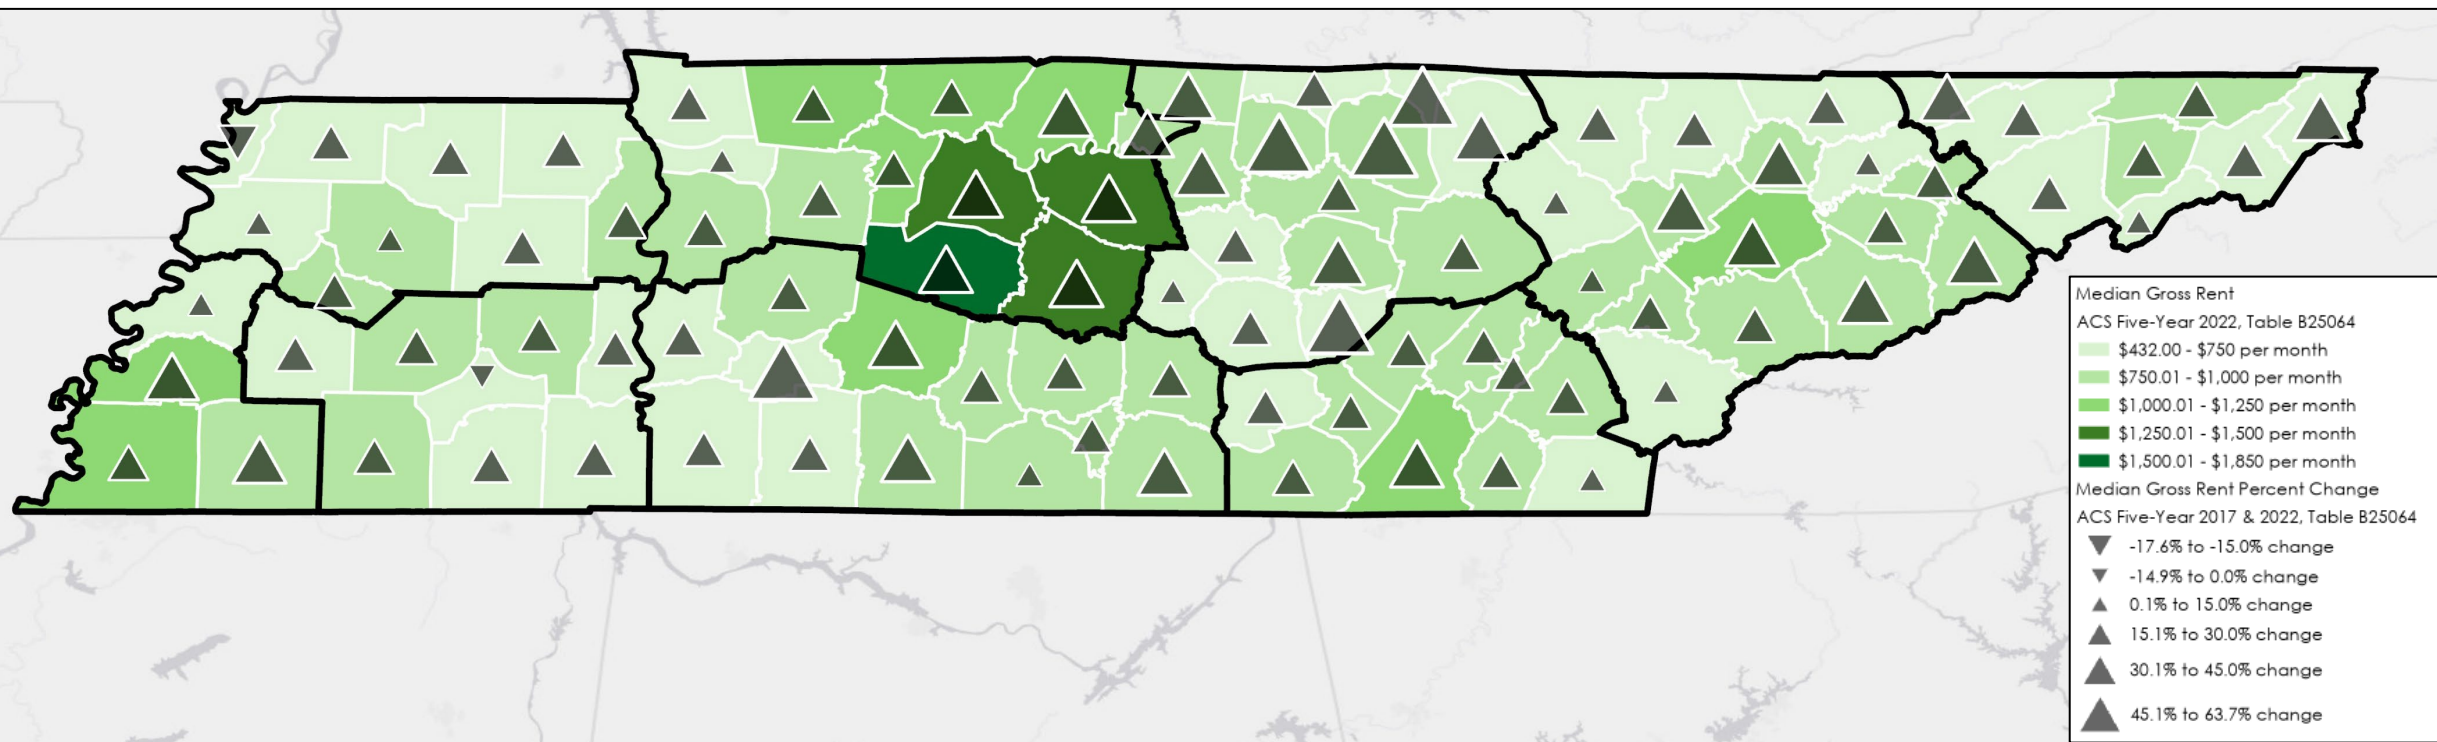 Median Gross Rent
ACS Five-Year 2022, Table B25064
$432.00 - $750 per month
$750.01 - $1,000 per month
$1,000.01 - $1,250 per month
$1,250.01 - $1,500 per month
$1,500.01 - $1,850 per month
Median Gross Rent Percent Change
ACS Five-Year 2017 & 2022, Table B25064
-17.6% to -15.0% change
-14.9% to 0.0% change
0.1% to 15.0% change
15.1% to 30.0% change
30.1% to 45.0% change
45.1% to 63.7% change